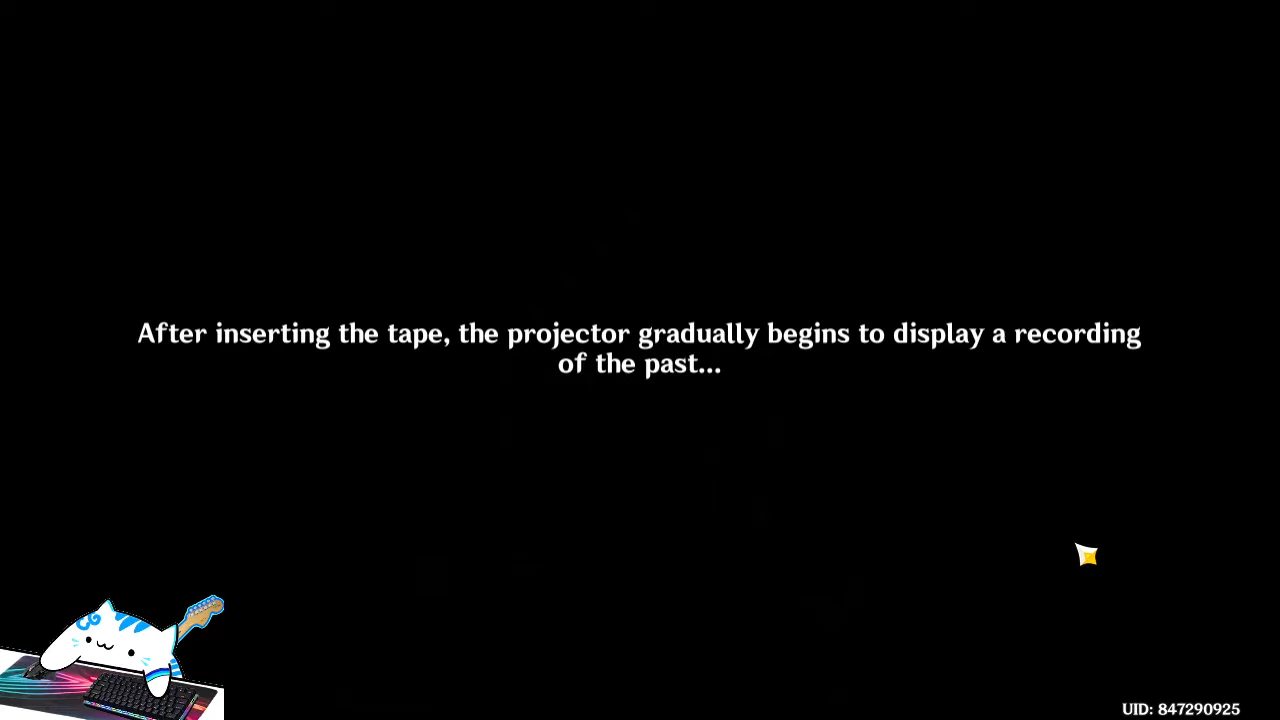 After inserting the tape, the projector gradually begins to display a recording
of the past...
UID: 847290925